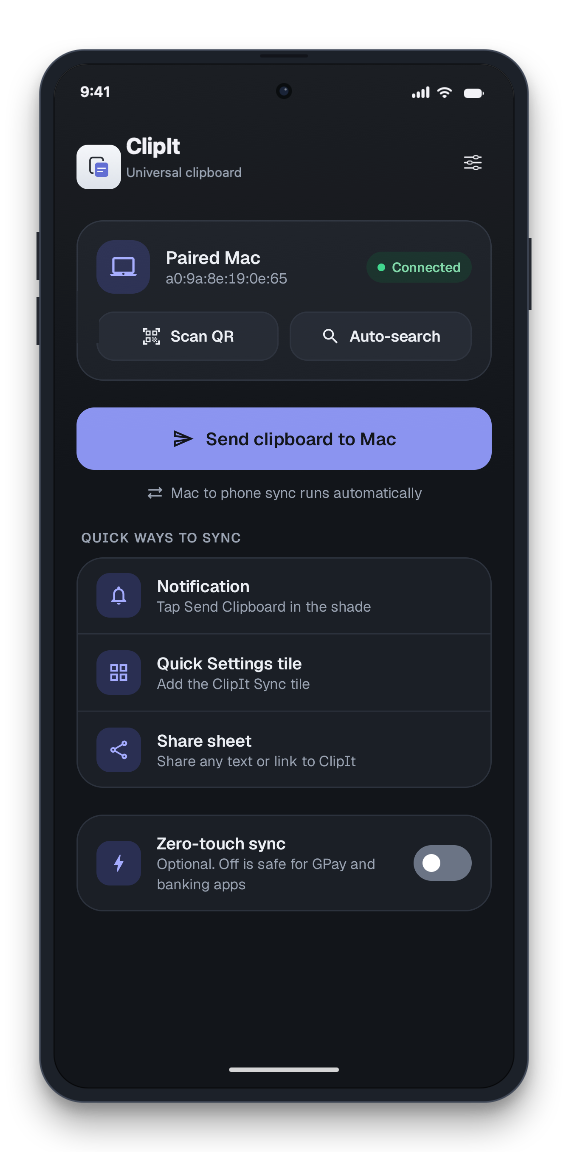 9:41
ClipIt
Universal clipboard
Paired Mac
a0:9a:8e:19:0e:65
Connected
Scan QR
Auto-search
Send clipboard to Mac
Mac to phone sync runs automatically
QUICK WAYS TO SYNC
Notification
Tap Send Clipboard in the shade
Quick Settings tile
Add the ClipIt Sync tile
Share sheet
Share any text or link to ClipIt
Zero-touch sync
Optional. Off is safe for GPay and
banking apps